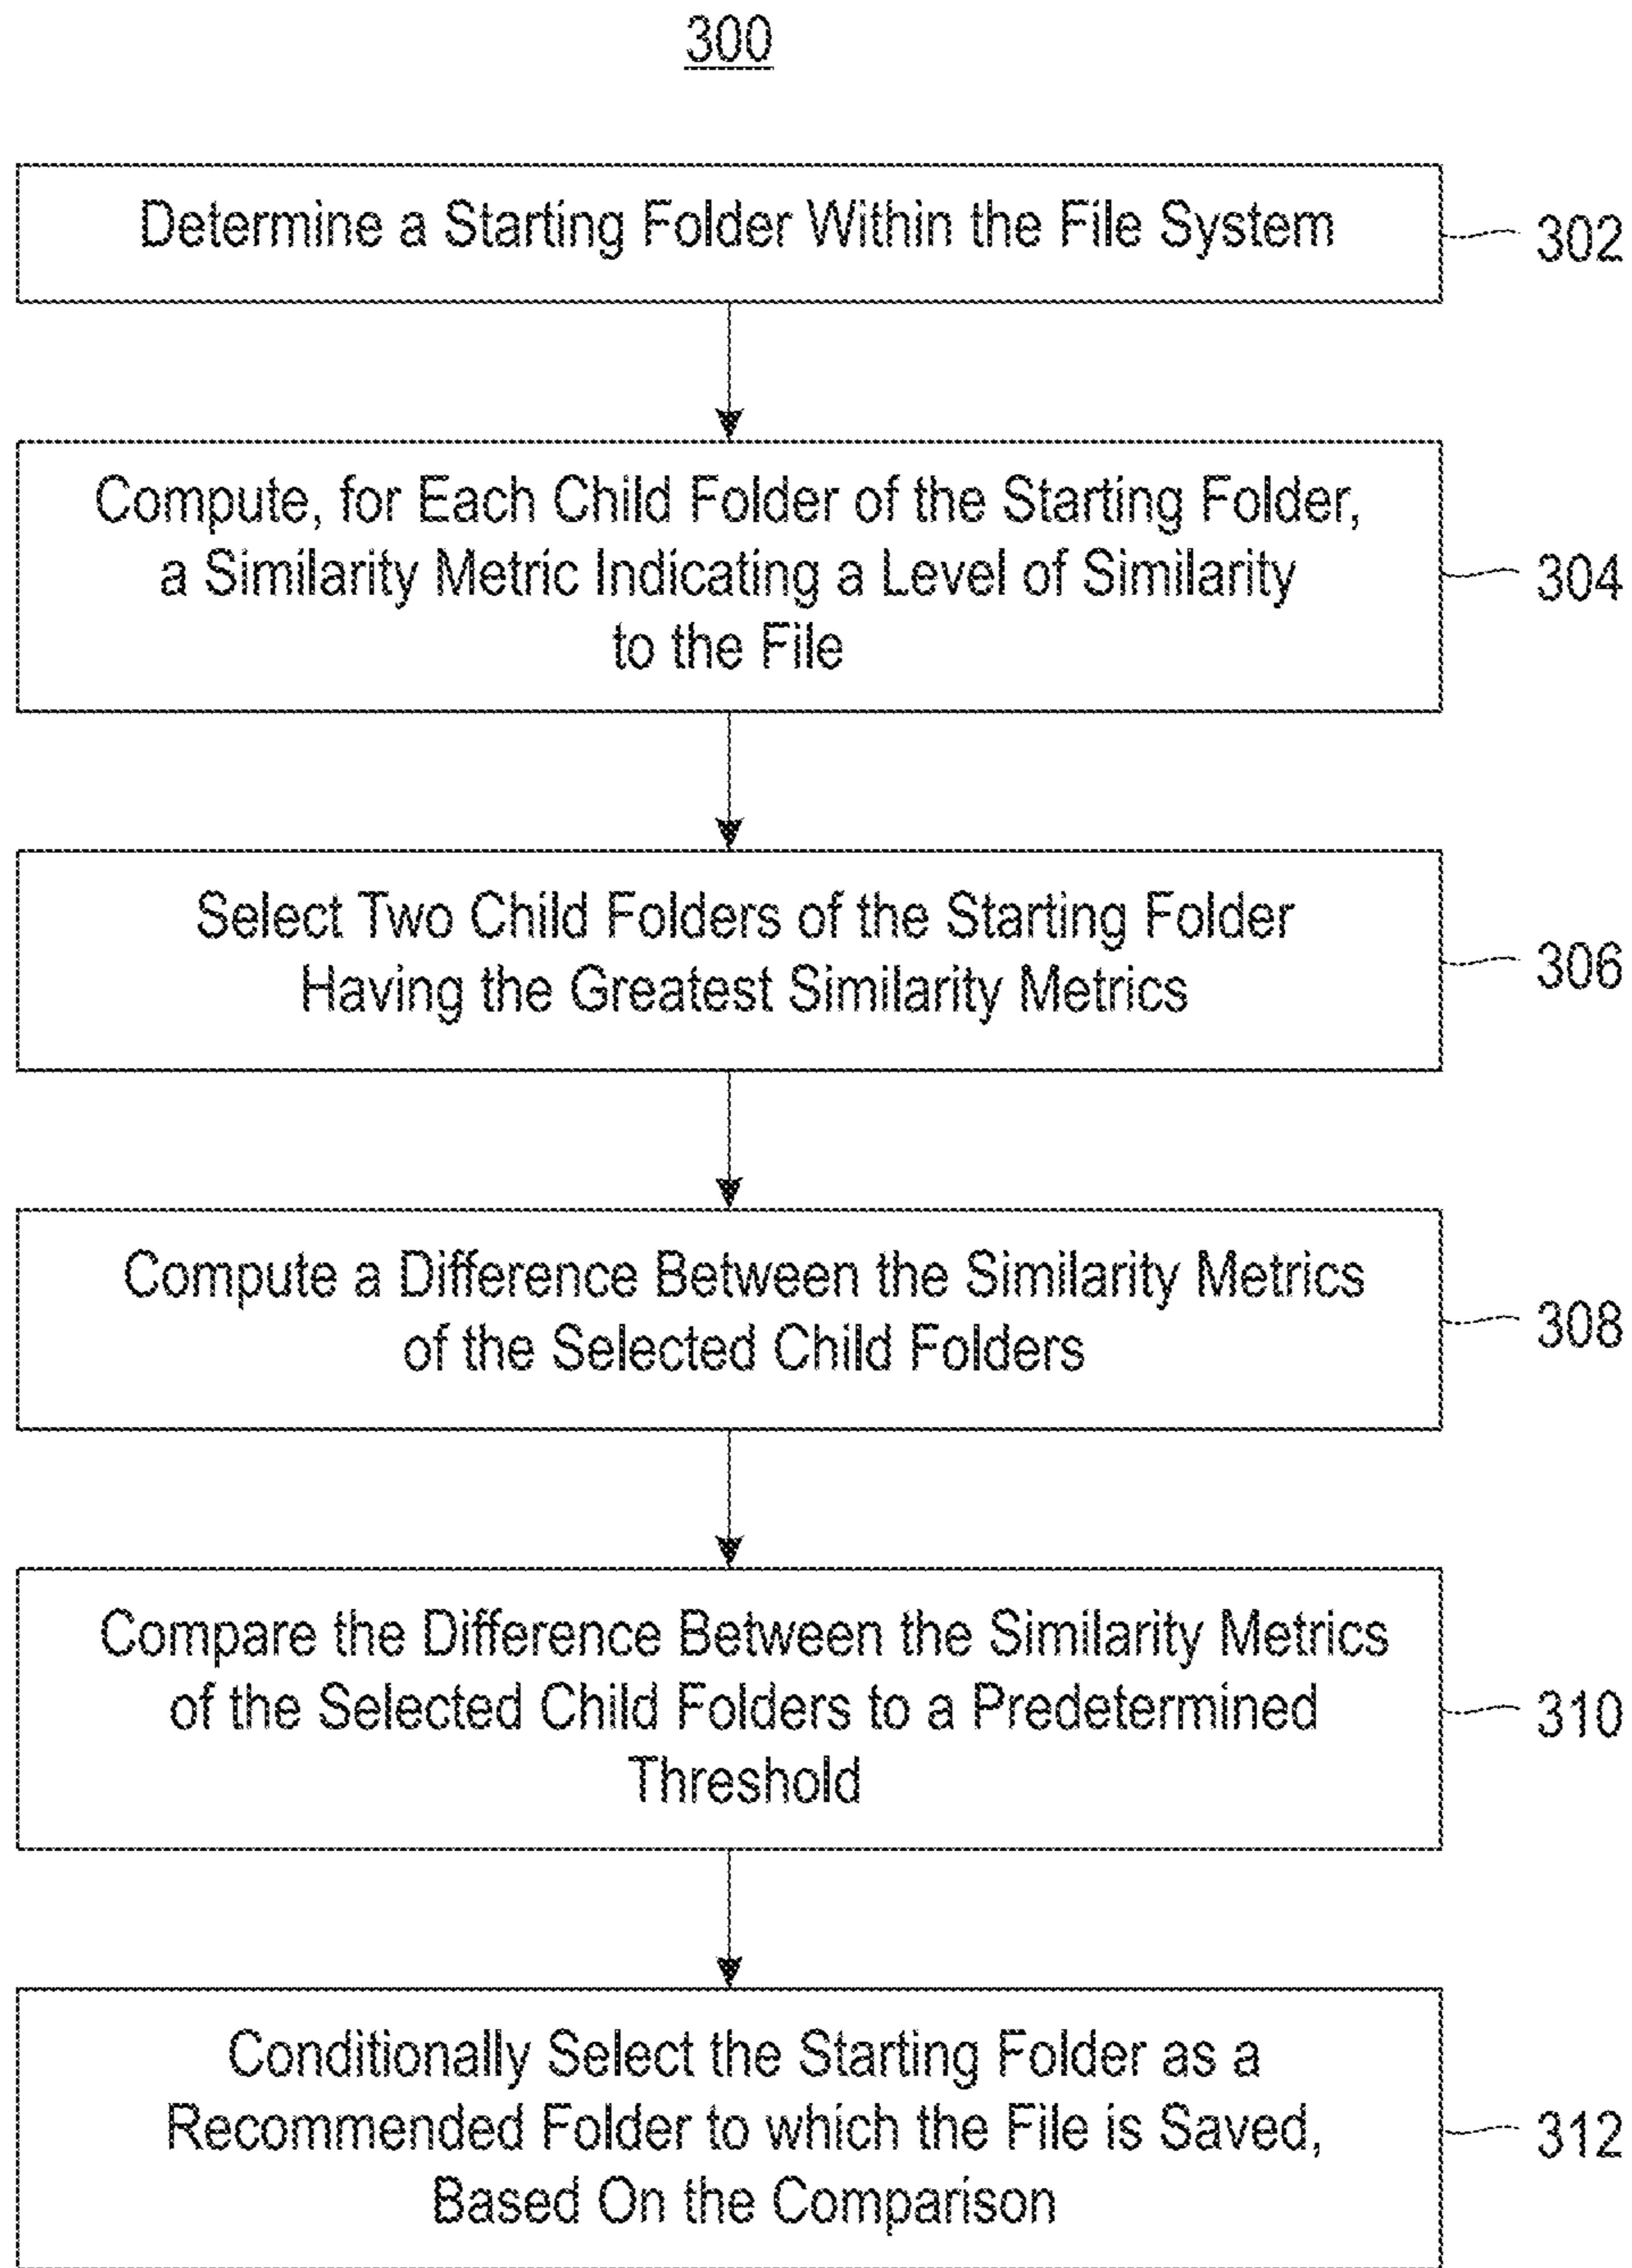 300
Determine a Starting Folder Within the File System
302
Compute, for Each Child Folder of the Starting Folder,
a Similarity Metric Indicating a Level of Similarity
to the File
304
Select Two Child Folders of the Starting Folder
Having the Greatest Similarity Metrics
306
Compute a Difference Between the Similarity Metrics
of the Selected Child Folders
308
Compare the Difference Between the Similarity Metrics
of the Selected Child Folders to a Predetermined
Threshold
310
Conditionally Select the Starting Folder as a
Recommended Folder to which the File is Saved,
Based On the Comparison
312